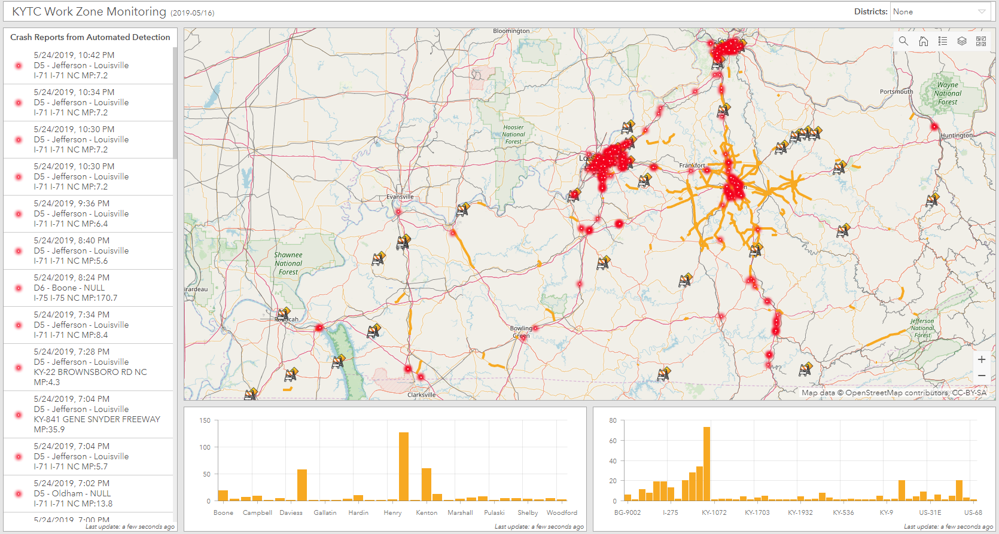 KYTC Work Zone Monitoring (2019-05/16)
Districts: None
Crash Reports from Automated Detection
5/24/2019, 10:42 PM
D5 - Jefferson - Louisville
I-71 I-71 NC MP:7.2
5/24/2019, 10:34 PM
D5 - Jefferson - Louisville
I-71 I-71 NC MP:7.2
5/24/2019, 10:30 PM
D5 - Jefferson - Louisville
I-71 I-71 NC MP:7.2
5/24/2019, 10:30 PM
D5 - Jefferson - Louisville
I-71 I-71 NC MP:7.2
5/24/2019, 9:36 PM
D5 - Jefferson - Louisville
I-71 I-71 NC MP:6.4
5/24/2019, 8:40 PM
D5 - Jefferson - Louisville
I-71 I-71 NC MP:5.6
5/24/2019, 8:24 PM
D6 - Boone - NULL
I-75 I-75 NC MP:170.7
5/24/2019, 7:34 PM
D5 - Jefferson - Louisville
I-71 I-71 NC MP:8.4
5/24/2019, 7:28 PM
D5 - Jefferson - Louisville
KY-22 BROWNSBORO RD NC
MP:4.3
5/24/2019, 7:04 PM
D5 - Jefferson - Louisville
KY-841 GENE SNYDER FREEWAY
MP:35.9
5/24/2019, 7:04 PM
D5 - Jefferson - Louisville
I-71 I-71 NC MP:5.7
5/24/2019, 7:02 PM
D5 - Oldham - NULL
I-71 I-71 NC MP:13.8
5/24/2019, 7:00 PM
Last update: a few seconds ago
Bloomington
Portsmouth
Wayne
National
Forest
Hoosier
National
Forest
Huntington
Frankfort
Evansville
Shawnee
National
Forest
irardeau
Bowling
Green
Jefferson
National
Forest
Clarksville
+
−
Map data © OpenStreetMap contributors, CC-BY-SA
150
100
50
0
Boone Campbell Daviess Gallatin Hardin Henry Kenton Marshall Pulaski Shelby Woodford
Last update: a few seconds ago
80
60
40
20
0
BG-9002 I-275 KY-1072 KY-1703 KY-1932 KY-536 KY-9 US-31E US-68
Last update: a few seconds ago